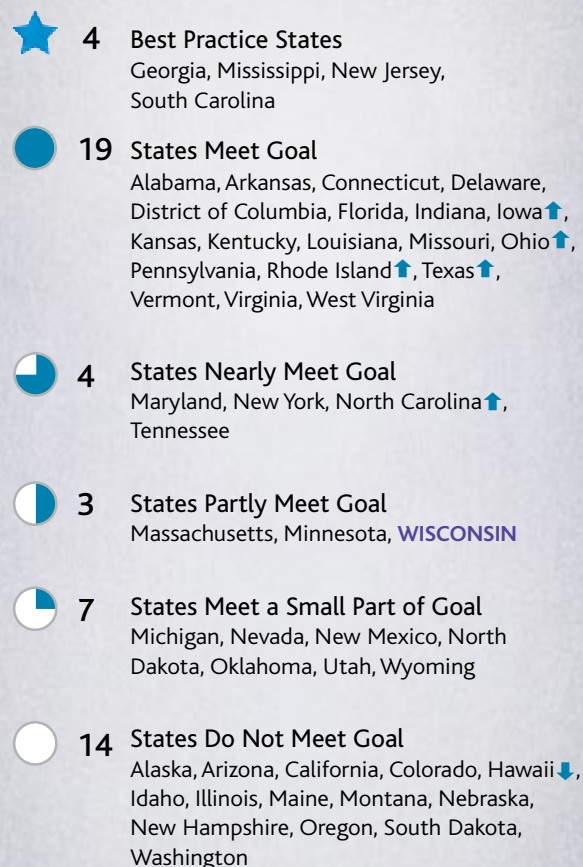 4 Best Practice States
Georgia, Mississippi, New Jersey,
South Carolina
19 States Meet Goal
Alabama, Arkansas, Connecticut, Delaware,
District of Columbia, Florida, Indiana, Iowa⬆,
Kansas, Kentucky, Louisiana, Missouri, Ohio⬆,
Pennsylvania, Rhode Island⬆, Texas⬆,
Vermont, Virginia, West Virginia
4 States Nearly Meet Goal
Maryland, New York, North Carolina⬆,
Tennessee
3 States Partly Meet Goal
Massachusetts, Minnesota, WISCONSIN
7 States Meet a Small Part of Goal
Michigan, Nevada, New Mexico, North
Dakota, Oklahoma, Utah, Wyoming
14 States Do Not Meet Goal
Alaska, Arizona, California, Colorado, Hawaii⬇,
Idaho, Illinois, Maine, Montana, Nebraska,
New Hampshire, Oregon, South Dakota,
Washington